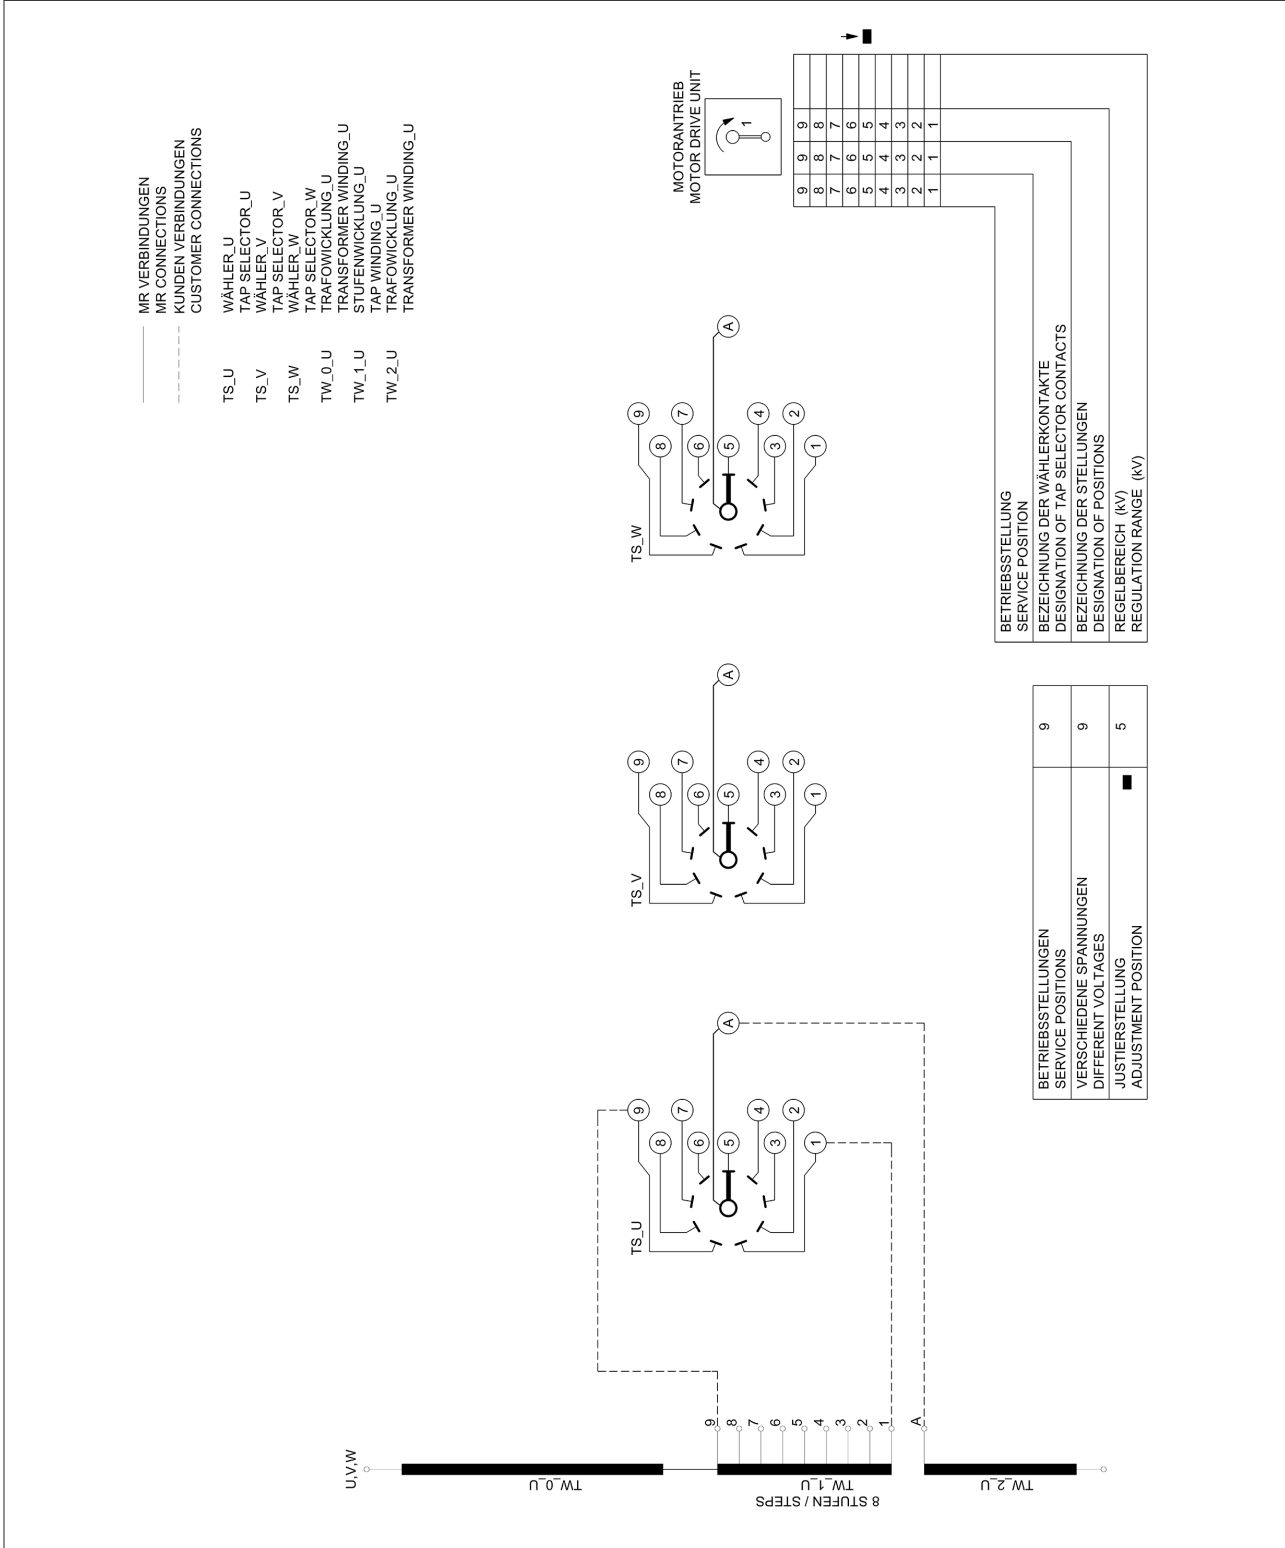 MR VERBINDUNGEN
MR CONNECTIONS
KUNDEN VERBINDUNGEN
CUSTOMER CONNECTIONS
TS_U WÄHLER_U
TAP SELECTOR_U
TS_V WÄHLER_V
TAP SELECTOR_V
TS_W WÄHLER_W
TAP SELECTOR_W
TW_0_U TRAFOWICKLUNG_U
TRANSFORMER WINDING_U
TW_1_U STUFENWICKLUNG_U
TAP WINDING_U
TW_2_U TRAFOWICKLUNG_U
TRANSFORMER WINDING_U
U,V,W
TW_0_U
8 STUFEN / STEPS
TW_1_U
9
8
7
6
5
4
3
2
1
A
TW_2_U
TS_U
9
8
7
6
5
A
4
3
2
1
TS_V
9
8
7
6
5
A
4
3
2
1
TS_W
9
8
7
6
5
A
4
3
2
1
MOTORANTRIEB
MOTOR DRIVE UNIT
1
9 9 9
8 8 8
7 7 7
6 6 6
5 5 5
4 4 4
3 3 3
2 2 2
1 1 1
BETRIEBSSTELLUNG
SERVICE POSITION
BEZEICHNUNG DER WÄHLERKONTAKTE
DESIGNATION OF TAP SELECTOR CONTACTS
BEZEICHNUNG DER STELLUNGEN
DESIGNATION OF POSITIONS
REGELBEREICH (kV)
REGULATION RANGE (kV)
BETRIEBSSTELLUNGEN
SERVICE POSITIONS
9
VERSCHIEDENE SPANNUNGEN
DIFFERENT VOLTAGES
9
JUSTIERSTELLUNG
ADJUSTMENT POSITION
5